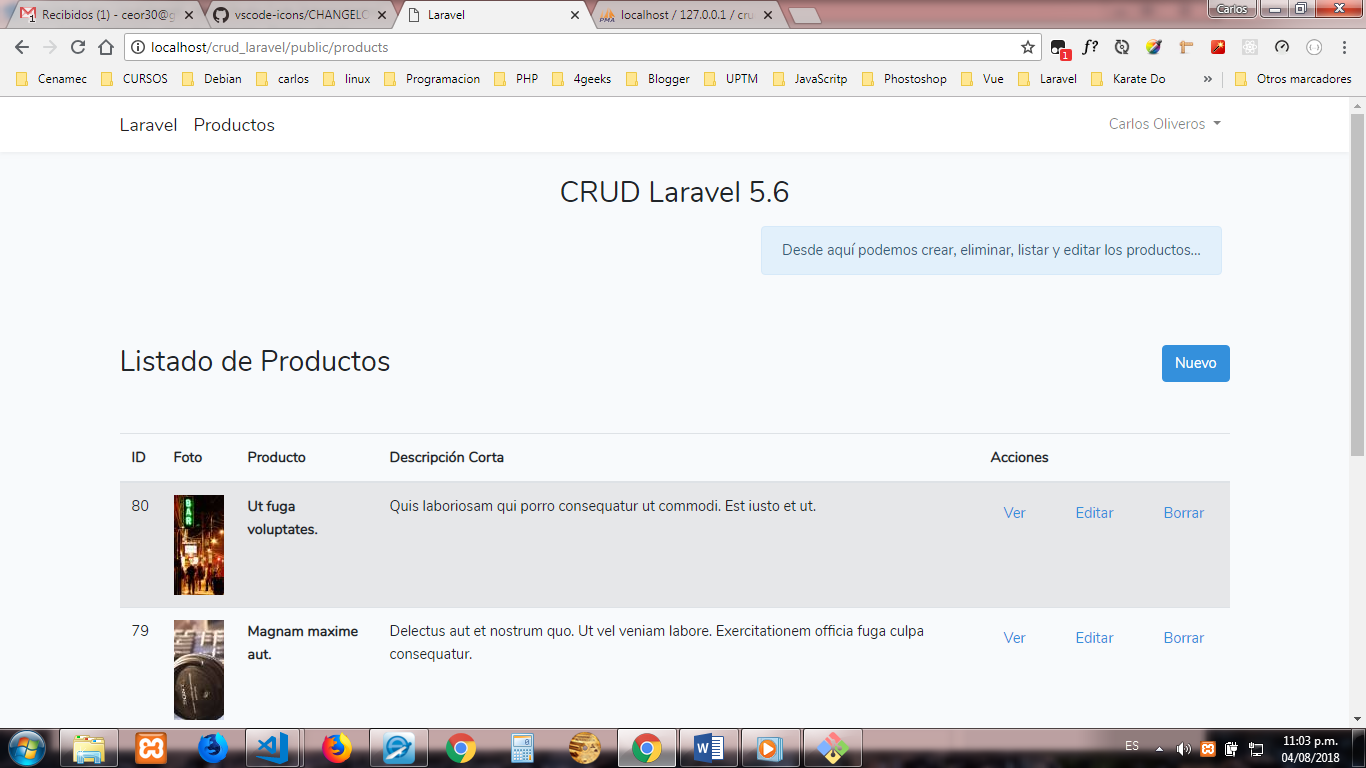 Recibidos (1) - ceor30@g
vscode-icons/CHANGELO
Laravel
localhost / 127.0.0.1 / cru
Carlos
localhost/crud_laravel/public/products
f?
1
Cenamec
CURSOS
Debian
carlos
linux
Programacion
PHP
4geeks
Blogger
UPTM
JavaScritp
Phostoshop
Vue
Laravel
Karate Do
»
Otros marcadores
Laravel Productos
Carlos Oliveros
CRUD Laravel 5.6
Desde aquí podemos crear, eliminar, listar y editar los productos...
Listado de Productos
Nuevo
ID Foto Producto Descripción Corta Acciones
80 BAR Ut fuga voluptates. Quis laboriosam qui porro consequatur ut commodi. Est iusto et ut. Ver Editar Borrar
79 Magnam maxime aut. Delectus aut et nostrum quo. Ut vel veniam labore. Exercitationem officia fuga culpa consequatur. Ver Editar Borrar
ES
11:03 p.m.
04/08/2018